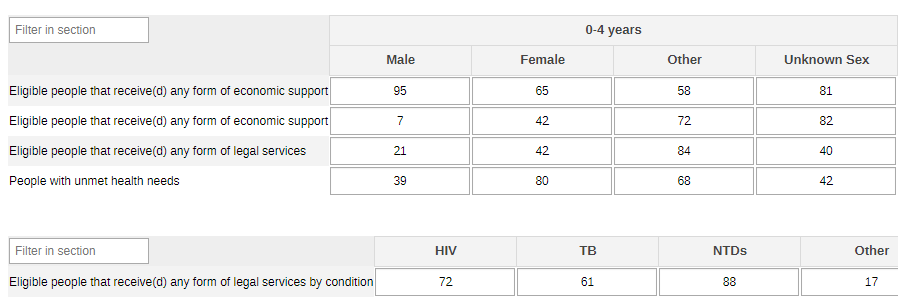 Filter in section 0-4 years
Male Female Other Unknown Sex
Eligible people that receive(d) any form of economic support 95 65 58 81
Eligible people that receive(d) any form of economic support 7 42 72 82
Eligible people that receive(d) any form of legal services 21 42 84 40
People with unmet health needs 39 80 68 42
Filter in section HIV TB NTDs Other
Eligible people that receive(d) any form of legal services by condition 72 61 88 17